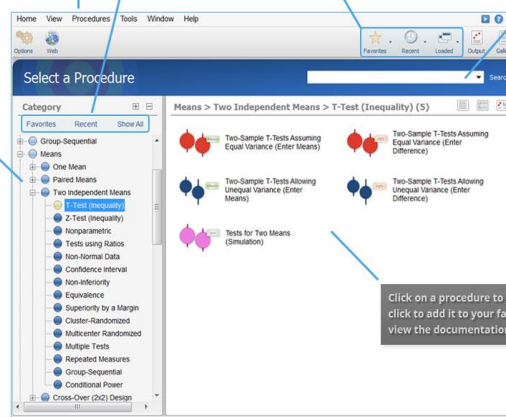 Home View Procedures Tools Window Help
Options Web Favorites Recent Loaded Output
Select a Procedure
Category
Favorites Recent Show All
Group-Sequential
Means
One Mean
Paired Means
Two Independent Means
T-Test (Inequality)
Z-Test (Inequality)
Nonparametric
Tests using Ratios
Non-Normal Data
Confidence Interval
Non-Inferiority
Equivalence
Superiority by a Margin
Cluster-Randomized
Multicenter Randomized
Multiple Tests
Repeated Measures
Group-Sequential
Conditional Power
Cross-Over (2x2) Design
Means > Two Independent Means > T-Test (Inequality) (5)
Two-Sample T-Tests Assuming
Equal Variance (Enter Means)
Two-Sample T-Tests Assuming
Equal Variance (Enter
Difference)
Two-Sample T-Tests Allowing
Unequal Variance (Enter
Means)
Two-Sample T-Tests Allowing
Unequal Variance (Enter
Difference)
Tests for Two Means
(Simulation)
Click on a procedure to
click to add it to your fa
view the documentation